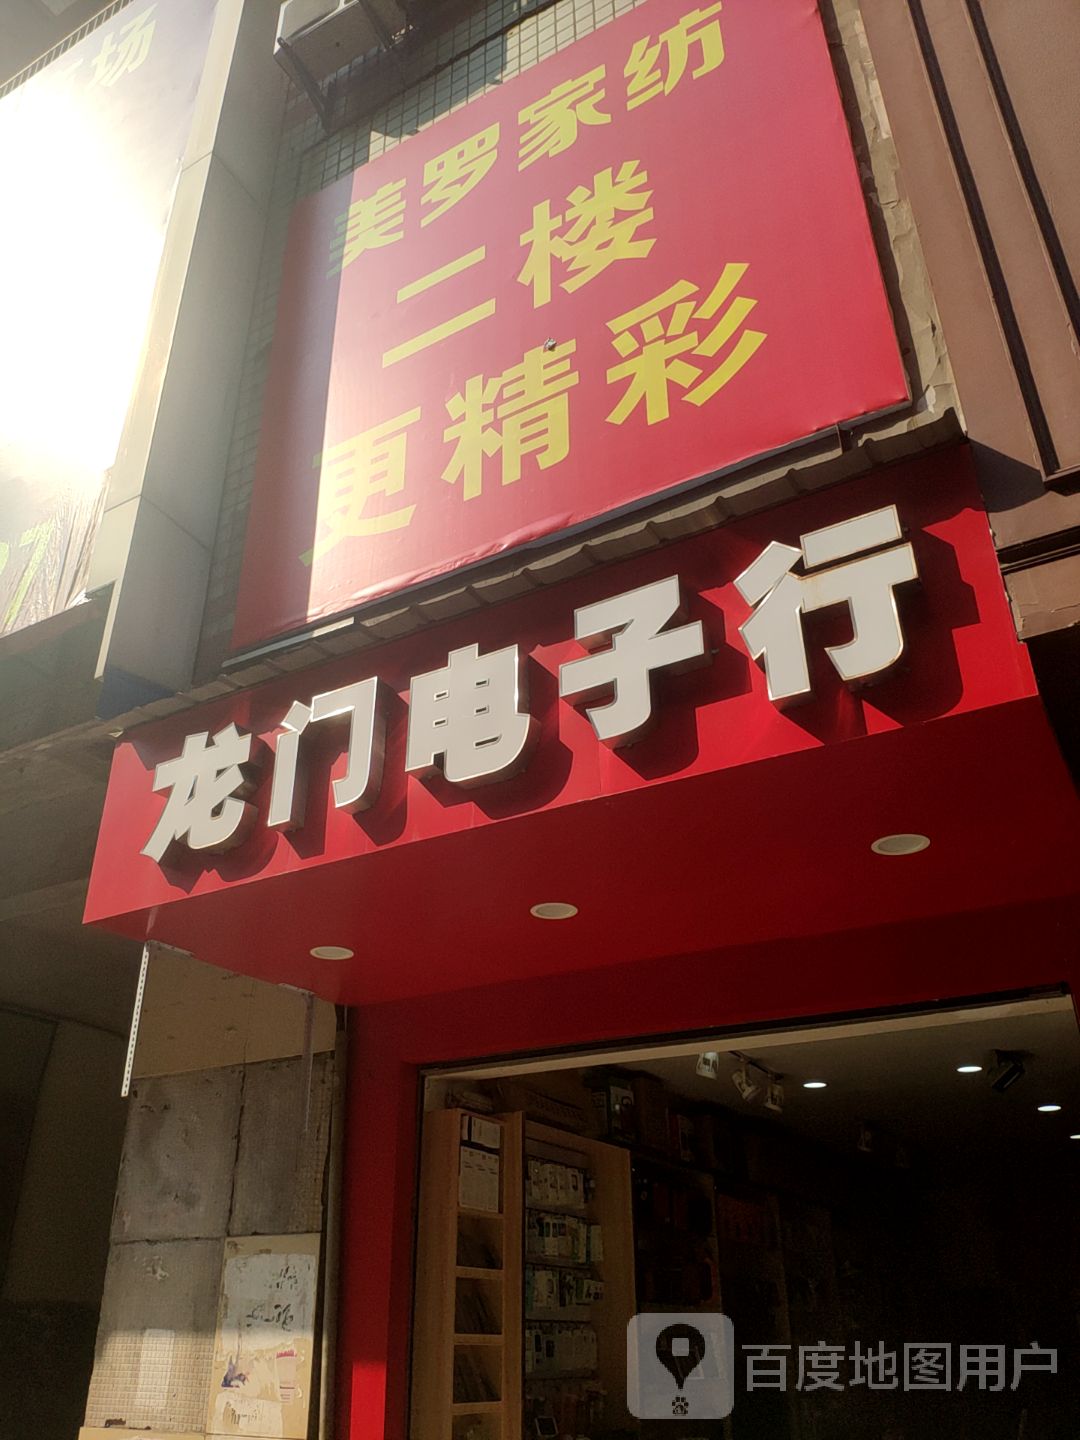 场
美罗家纺
二楼
更精彩
龙门电子行
百度地图用户